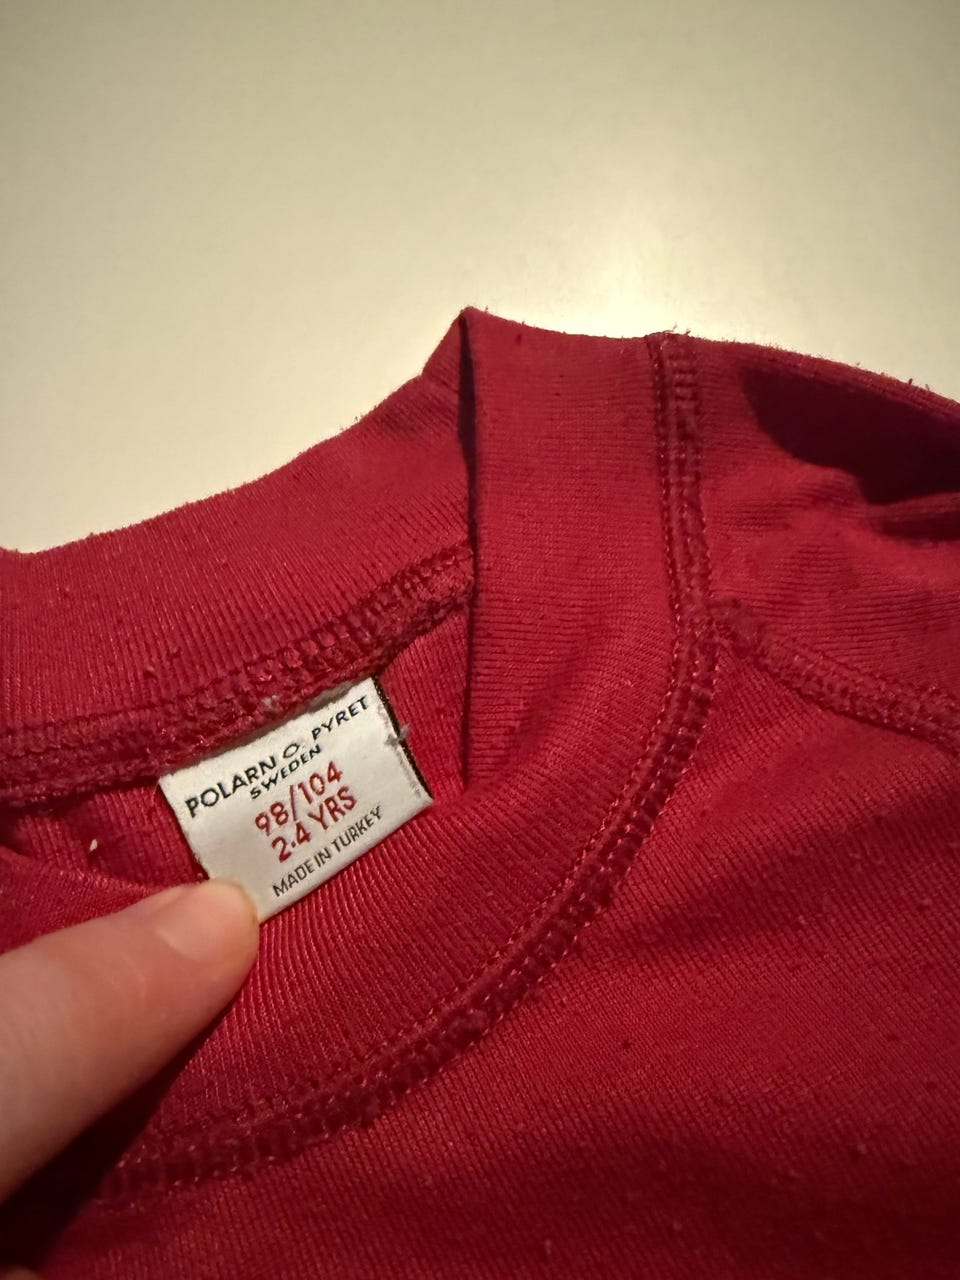 POLARN O. PYRET
SWEDEN
98/104
2-4 YRS
MADE IN TURKEY